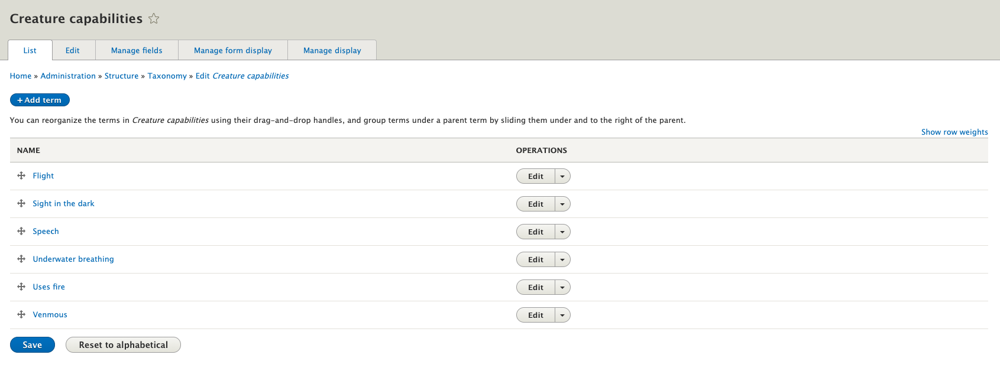 Creature capabilities
List Edit Manage fields Manage form display Manage display
Home » Administration » Structure » Taxonomy » Edit Creature capabilities
+ Add term
You can reorganize the terms in Creature capabilities using their drag-and-drop handles, and group terms under a parent term by sliding them under and to the right of the parent.
Show row weights
NAME OPERATIONS
Flight Edit
Sight in the dark Edit
Speech Edit
Underwater breathing Edit
Uses fire Edit
Venmous Edit
Save Reset to alphabetical